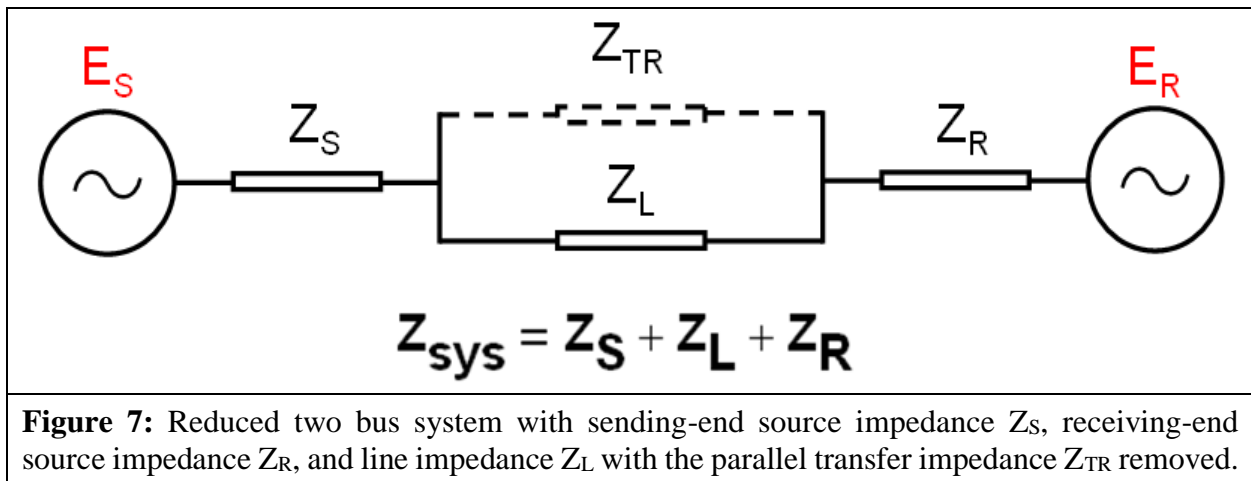 Z_TR
E_S
E_R
Z_S
Z_R
Z_L
Z_sys = Z_S + Z_L + Z_R
Figure 7: Reduced two bus system with sending-end source impedance Z_S, receiving-end
source impedance Z_R, and line impedance Z_L with the parallel transfer impedance Z_TR removed.